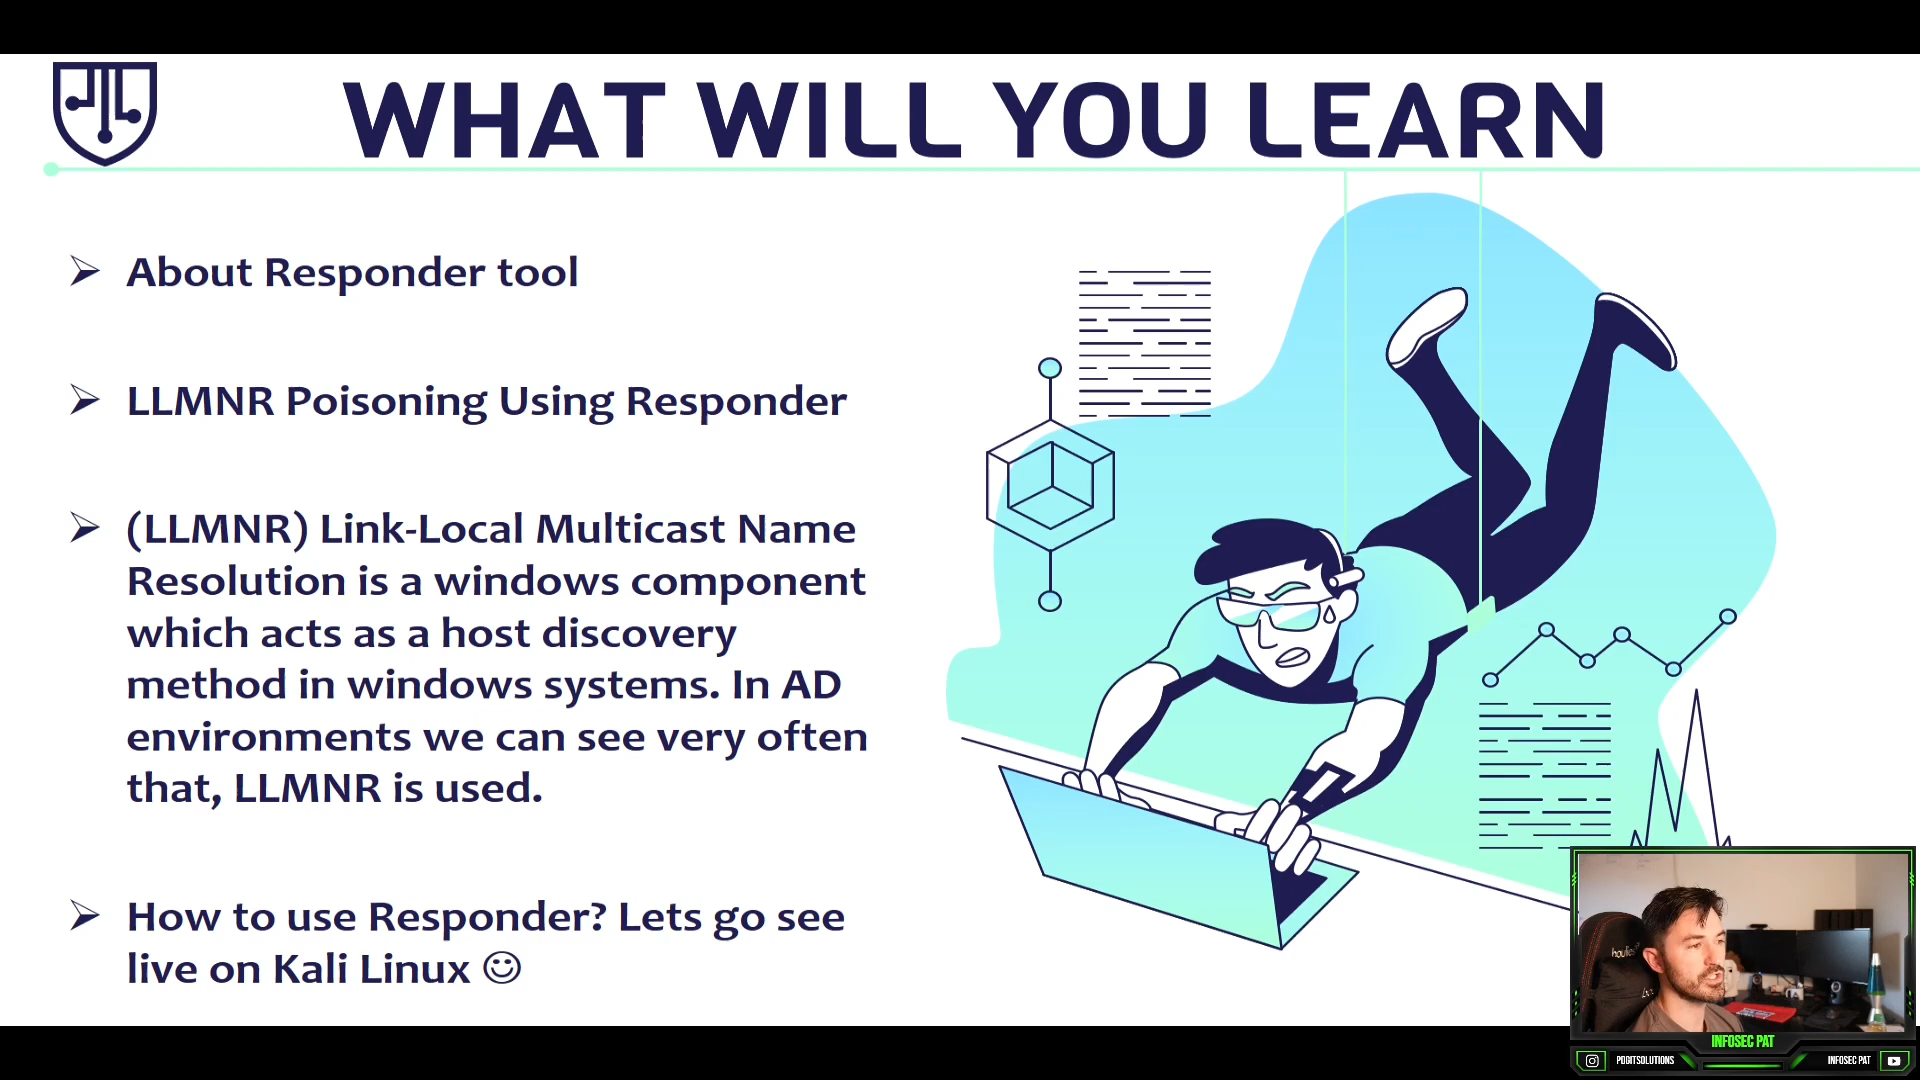 WHAT WILL YOU LEARN
About Responder tool
LLMNR Poisoning Using Responder
(LLMNR) Link-Local Multicast Name
Resolution is a windows component
which acts as a host discovery
method in windows systems. In AD
environments we can see very often
that, LLMNR is used.
How to use Responder? Lets go see
live on Kali Linux ☺
INFOSEC PAT
PDDITSOLUTIONS
INFOSEC PAT